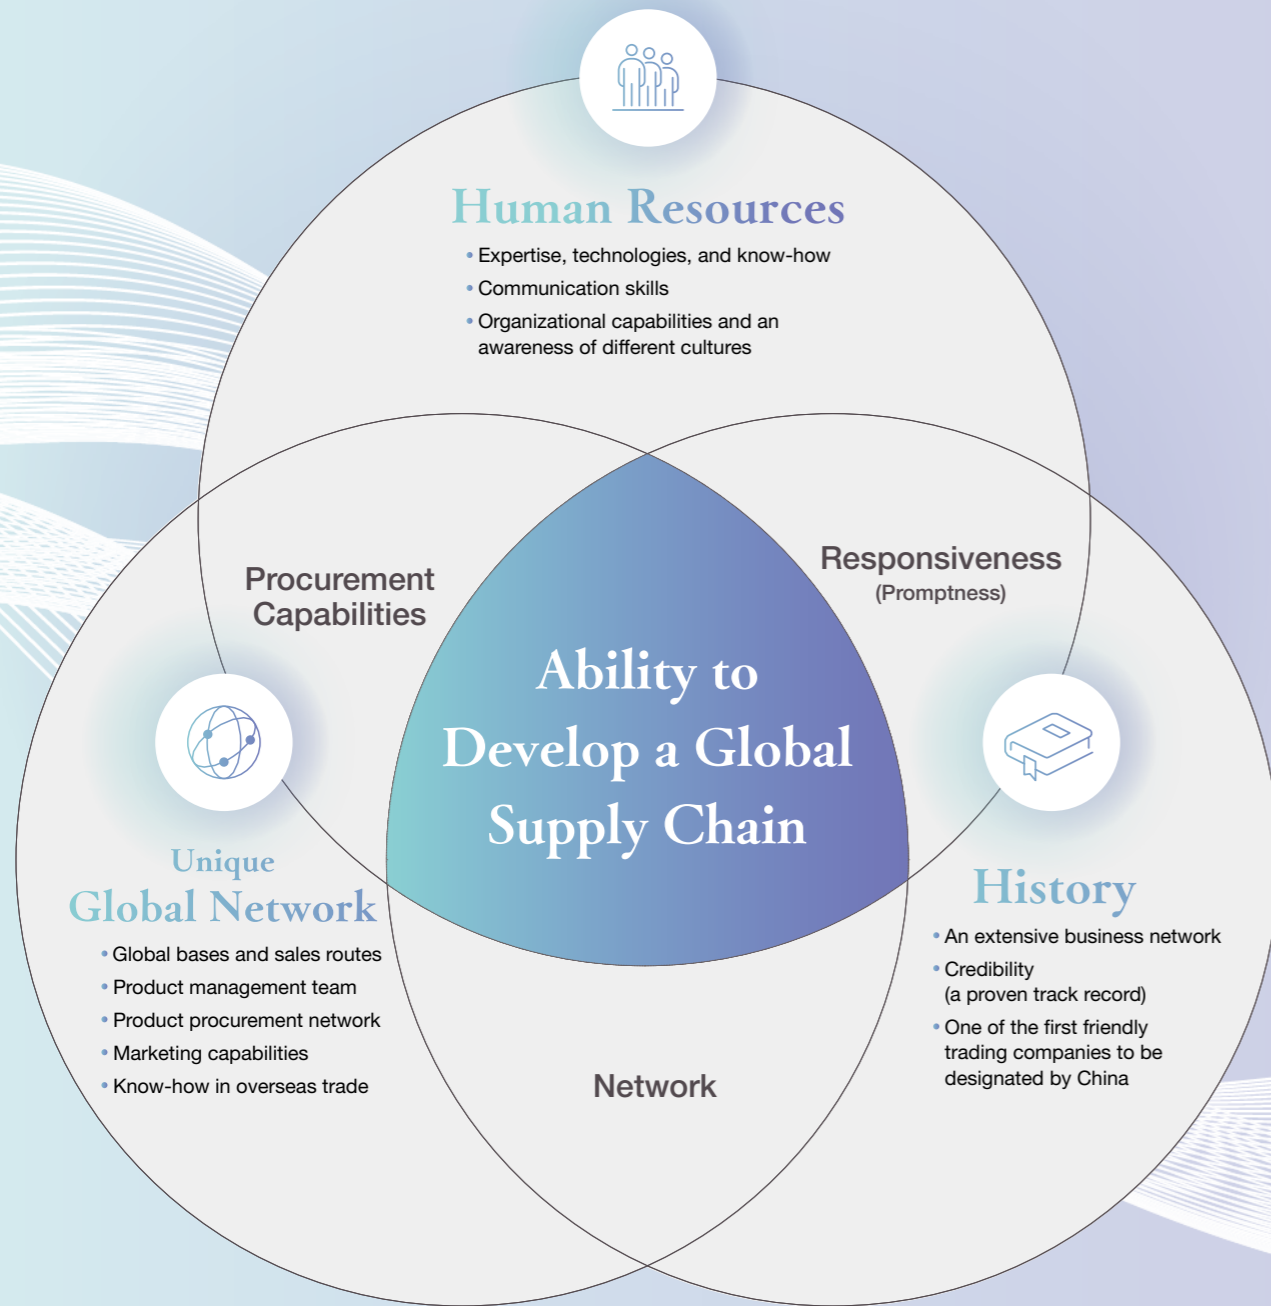 Human Resources
• Expertise, technologies, and know-how
• Communication skills
• Organizational capabilities and an
awareness of different cultures
Procurement
Capabilities
Responsiveness
(Promptness)
Ability to
Develop a Global
Supply Chain
Unique
Global Network
• Global bases and sales routes
• Product management team
• Product procurement network
• Marketing capabilities
• Know-how in overseas trade
History
• An extensive business network
• Credibility
(a proven track record)
• One of the first friendly
trading companies to be
designated by China
Network